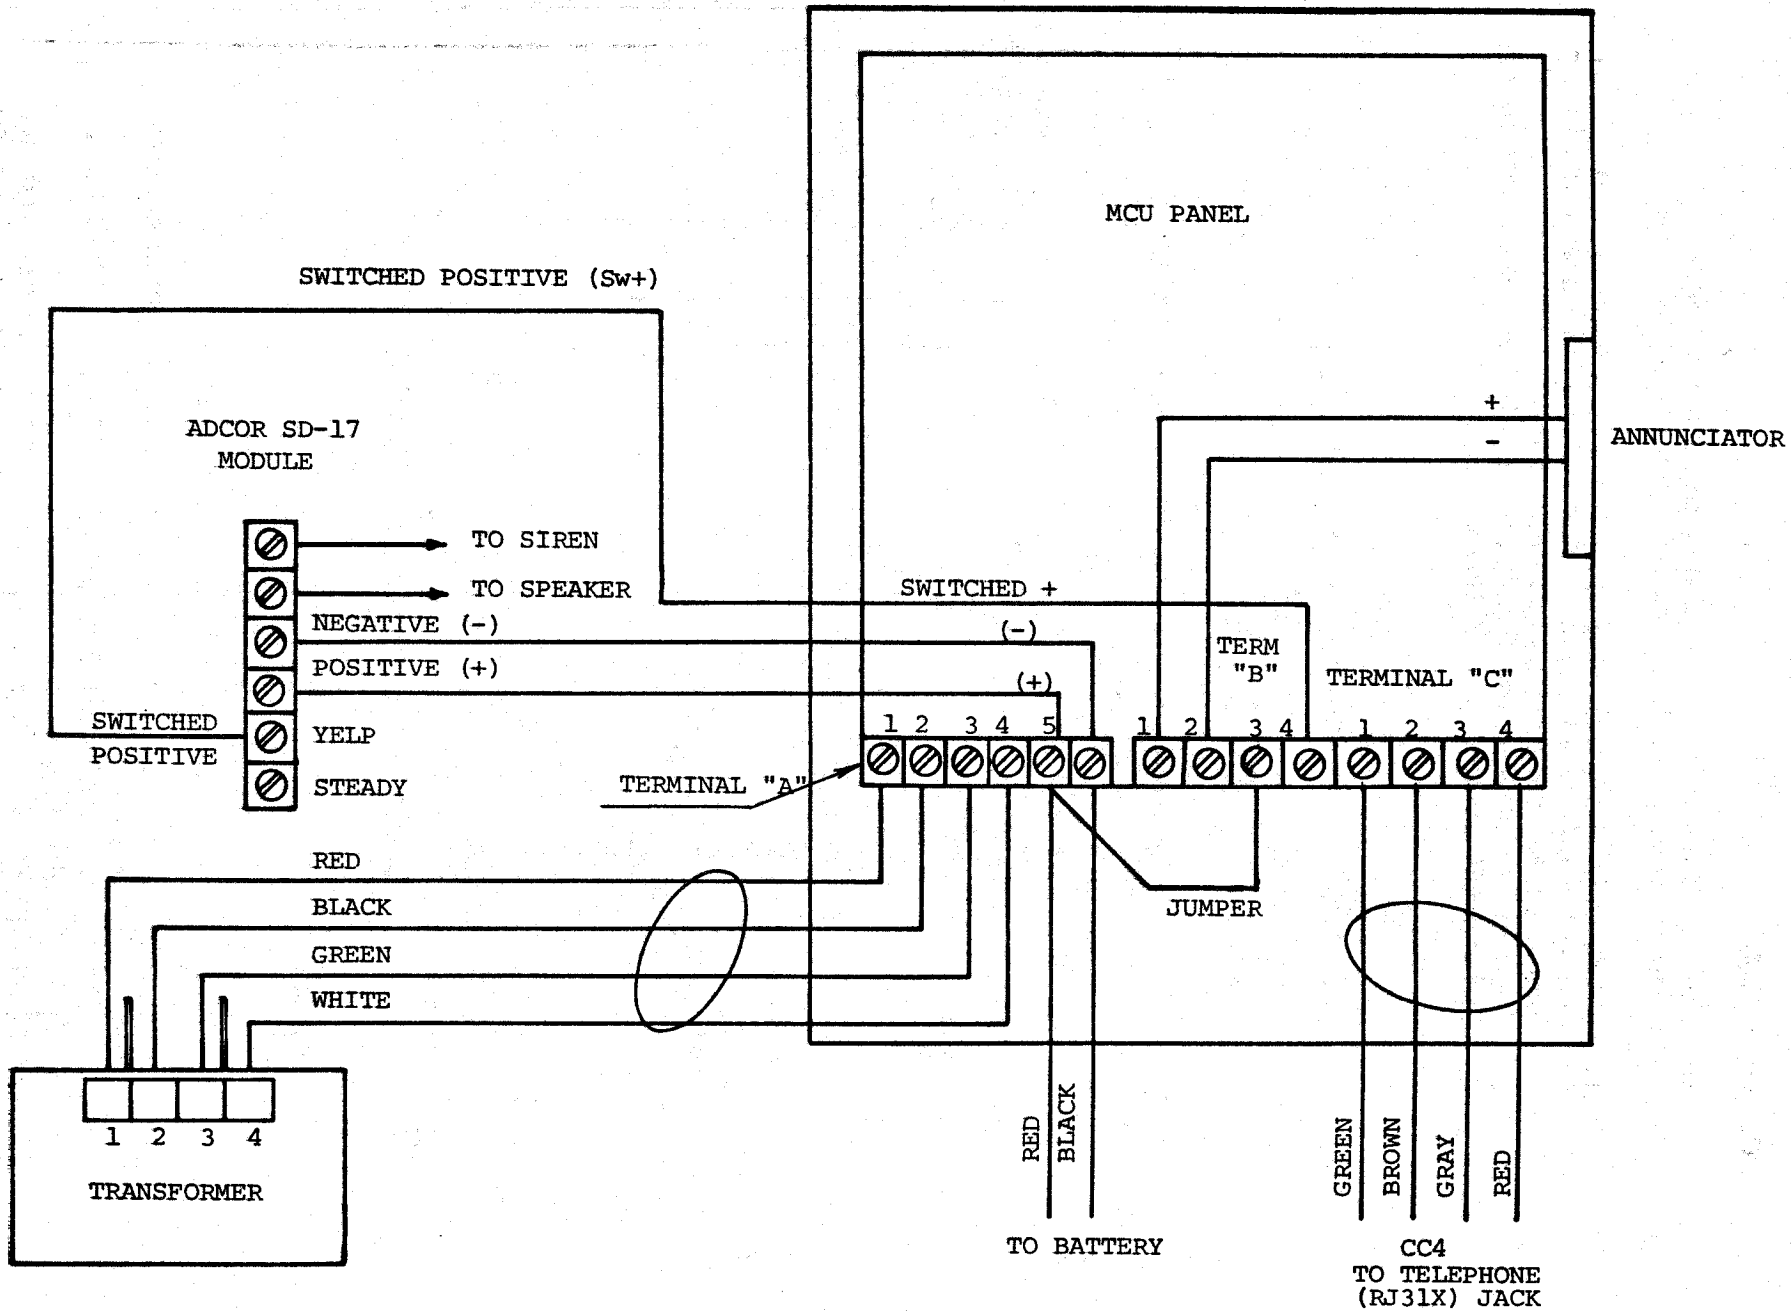 MCU PANEL
SWITCHED POSITIVE (Sw+)
+
-
ANNUNCIATOR
ADCOR SD-17
MODULE
TO SIREN
TO SPEAKER
NEGATIVE (-)
POSITIVE (+)
SWITCHED
POSITIVE
YELP
STEADY
SWITCHED +
(-)
(+)
TERM
"B"
TERMINAL "C"
1 2 3 4 5
1 2 3 4
1 2 3 4
TERMINAL "A"
JUMPER
RED
BLACK
GREEN
WHITE
1 2 3 4
TRANSFORMER
RED
BLACK
TO BATTERY
GREEN
BROWN
GRAY
RED
CC4
TO TELEPHONE
(RJ31X) JACK